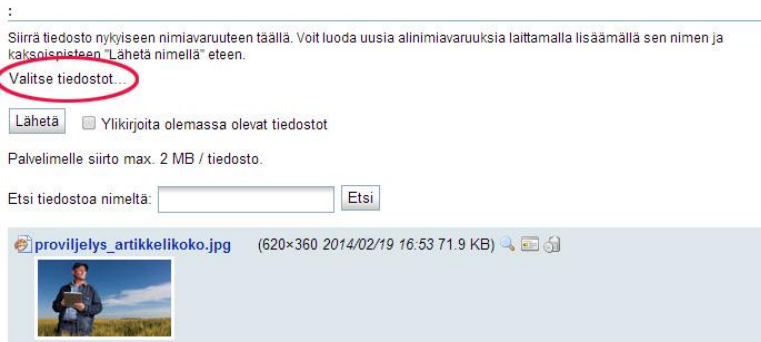 :
Siirrä tiedosto nykyiseen nimiavaruuteen täällä. Voit luoda uusia alinimiavaruuksia laittamalla lisäämällä sen nimen ja
kaksoispisteen "Lähetä nimellä" eteen.
Valitse tiedostot...
Lähetä Ylikirjoita olemassa olevat tiedostot
Palvelimelle siirto max. 2 MB / tiedosto.
Etsi tiedostoa nimeltä: Etsi
proviljelys_artikkelikoko.jpg (620×360 2014/02/19 16:53 71.9 KB)